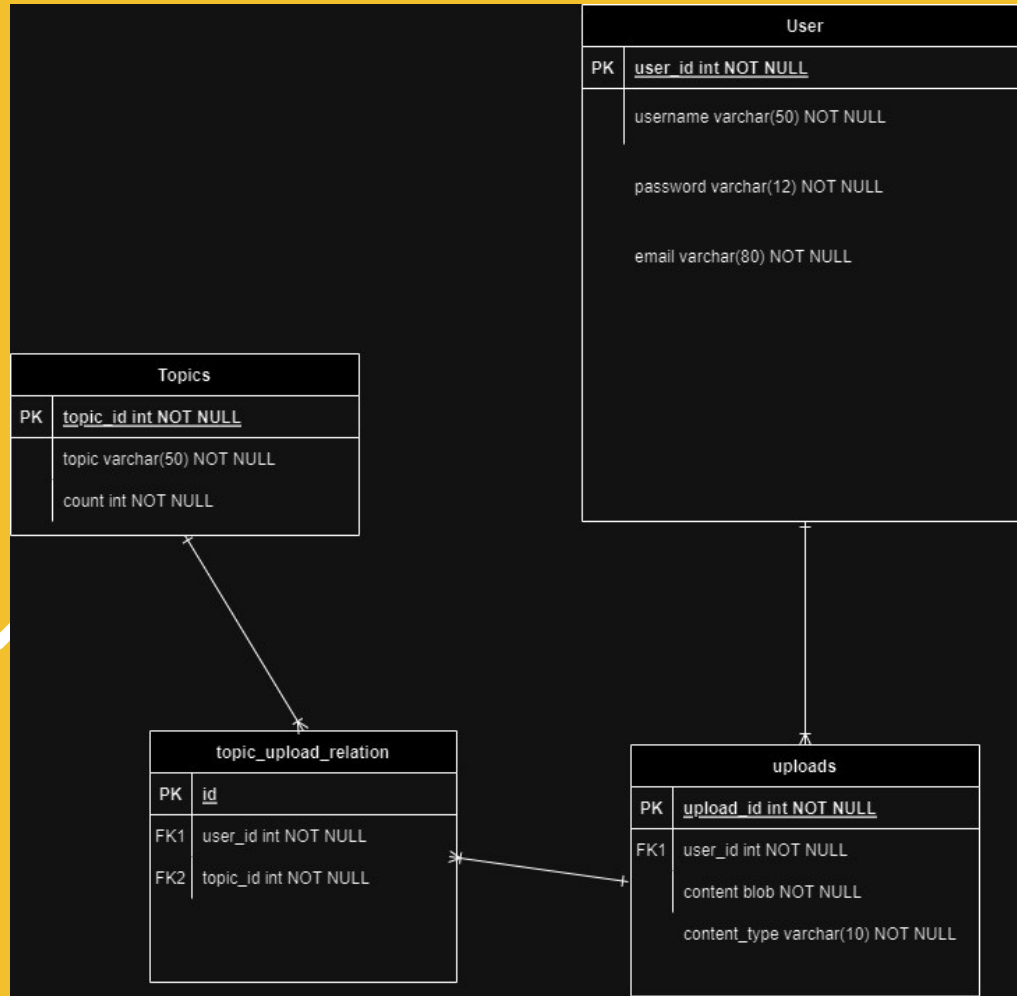 User
PK user_id int NOT NULL
username varchar(50) NOT NULL
password varchar(12) NOT NULL
email varchar(80) NOT NULL
Topics
PK topic_id int NOT NULL
topic varchar(50) NOT NULL
count int NOT NULL
topic_upload_relation
PK id
FK1 user_id int NOT NULL
FK2 topic_id int NOT NULL
uploads
PK upload_id int NOT NULL
FK1 user_id int NOT NULL
content blob NOT NULL
content_type varchar(10) NOT NULL